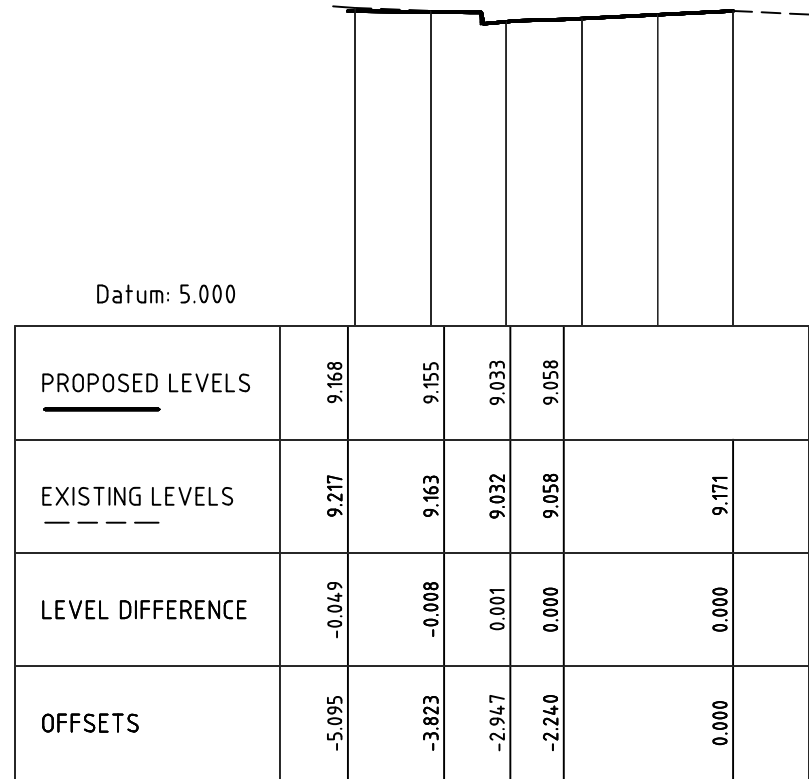 Datum: 5.000
PROPOSED LEVELS 9.168 9.155 9.033 9.058
EXISTING LEVELS 9.217 9.163 9.032 9.058 9.171
LEVEL DIFFERENCE -0.049 -0.008 0.001 0.000 0.000
OFFSETS -5.095 -3.823 -2.947 -2.240 0.000